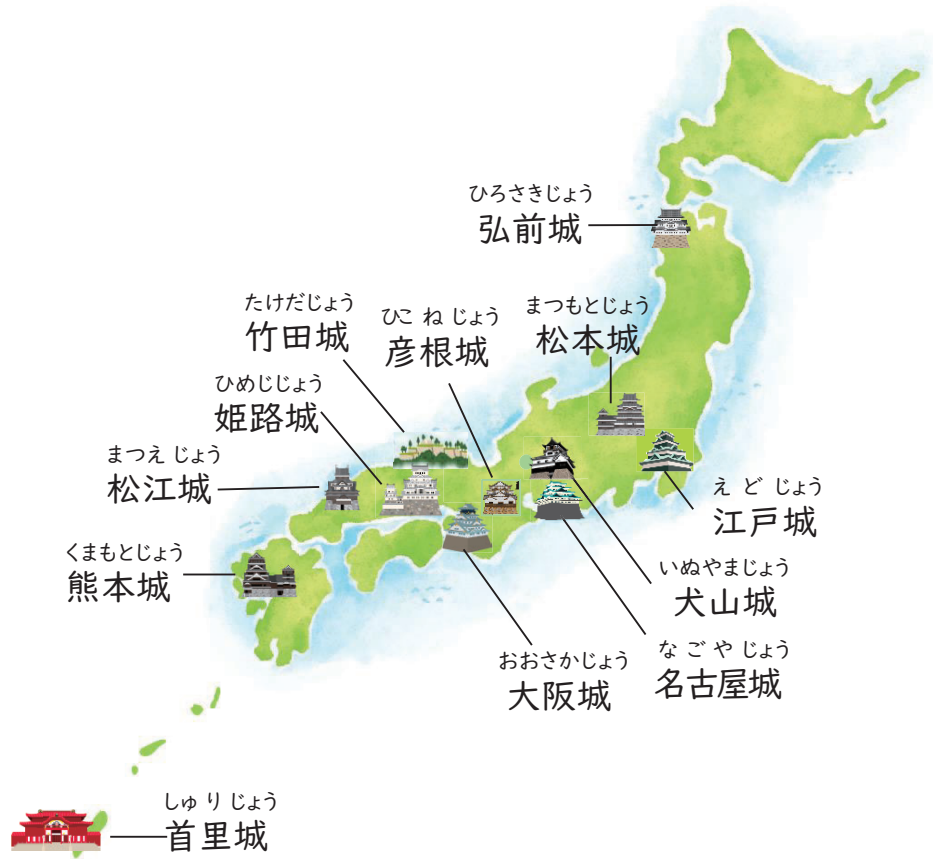 ひろさきじょう
弘前城
たけだじょう
竹田城
ひこ ね じょう
彦根城
まつもとじょう
松本城
ひめじじょう
姫路城
まつえ じょう
松江城
え ど じょう
江戸城
くまもとじょう
熊本城
いぬやまじょう
犬山城
おおさかじょう
大阪城
な ご や じょう
名古屋城
しゅ り じょう
首里城